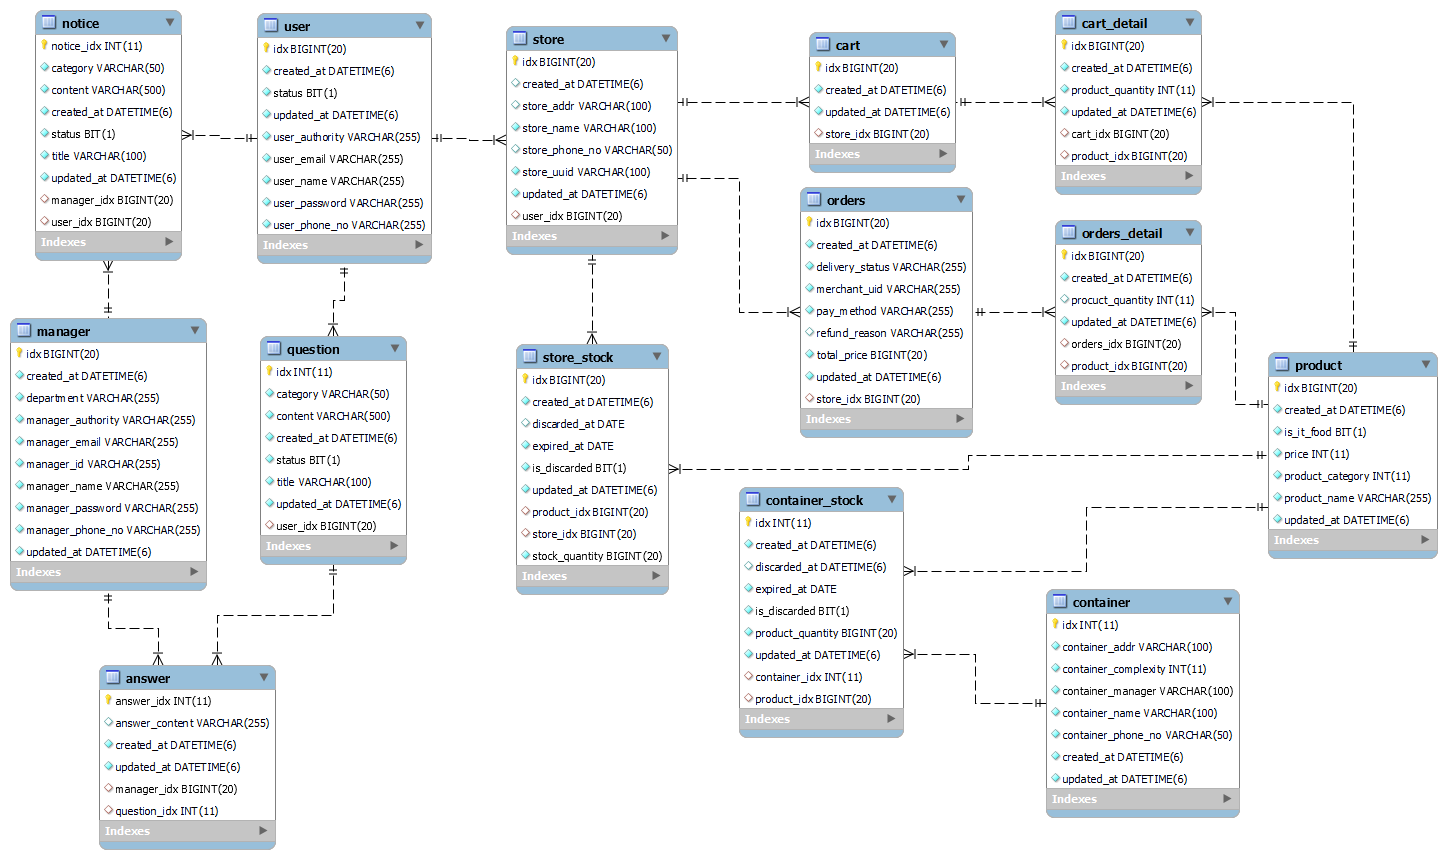 notice
notice_idx INT(11)
category VARCHAR(50)
content VARCHAR(500)
created_at DATETIME(6)
status BIT(1)
title VARCHAR(100)
updated_at DATETIME(6)
manager_idx BIGINT(20)
user_idx BIGINT(20)
Indexes
user
idx BIGINT(20)
created_at DATETIME(6)
status BIT(1)
updated_at DATETIME(6)
user_authority VARCHAR(255)
user_email VARCHAR(255)
user_name VARCHAR(255)
user_password VARCHAR(255)
user_phone_no VARCHAR(255)
Indexes
store
idx BIGINT(20)
created_at DATETIME(6)
store_addr VARCHAR(100)
store_name VARCHAR(100)
store_phone_no VARCHAR(50)
store_uuid VARCHAR(100)
updated_at DATETIME(6)
user_idx BIGINT(20)
Indexes
cart
idx BIGINT(20)
created_at DATETIME(6)
updated_at DATETIME(6)
store_idx BIGINT(20)
Indexes
cart_detail
idx BIGINT(20)
created_at DATETIME(6)
product_quantity INT(11)
updated_at DATETIME(6)
cart_idx BIGINT(20)
product_idx BIGINT(20)
Indexes
orders
idx BIGINT(20)
created_at DATETIME(6)
delivery_status VARCHAR(255)
merchant_uid VARCHAR(255)
pay_method VARCHAR(255)
refund_reason VARCHAR(255)
total_price BIGINT(20)
updated_at DATETIME(6)
store_idx BIGINT(20)
Indexes
orders_detail
idx BIGINT(20)
created_at DATETIME(6)
procuct_quantity INT(11)
updated_at DATETIME(6)
orders_idx BIGINT(20)
product_idx BIGINT(20)
Indexes
manager
idx BIGINT(20)
created_at DATETIME(6)
department VARCHAR(255)
manager_authority VARCHAR(255)
manager_email VARCHAR(255)
manager_id VARCHAR(255)
manager_name VARCHAR(255)
manager_password VARCHAR(255)
manager_phone_no VARCHAR(255)
updated_at DATETIME(6)
Indexes
question
idx INT(11)
category VARCHAR(50)
content VARCHAR(500)
created_at DATETIME(6)
status BIT(1)
title VARCHAR(100)
updated_at DATETIME(6)
user_idx BIGINT(20)
Indexes
store_stock
idx BIGINT(20)
created_at DATETIME(6)
discarded_at DATE
expired_at DATE
is_discarded BIT(1)
updated_at DATETIME(6)
product_idx BIGINT(20)
store_idx BIGINT(20)
stock_quantity BIGINT(20)
Indexes
product
idx BIGINT(20)
created_at DATETIME(6)
is_it_food BIT(1)
price INT(11)
product_category INT(11)
product_name VARCHAR(255)
updated_at DATETIME(6)
Indexes
container_stock
idx INT(11)
created_at DATETIME(6)
discarded_at DATETIME(6)
expired_at DATE
is_discarded BIT(1)
product_quantity BIGINT(20)
updated_at DATETIME(6)
container_idx INT(11)
product_idx BIGINT(20)
Indexes
container
idx INT(11)
container_addr VARCHAR(100)
container_complexity INT(11)
container_manager VARCHAR(100)
container_name VARCHAR(100)
container_phone_no VARCHAR(50)
created_at DATETIME(6)
updated_at DATETIME(6)
Indexes
answer
answer_idx INT(11)
answer_content VARCHAR(255)
created_at DATETIME(6)
updated_at DATETIME(6)
manager_idx BIGINT(20)
question_idx INT(11)
Indexes